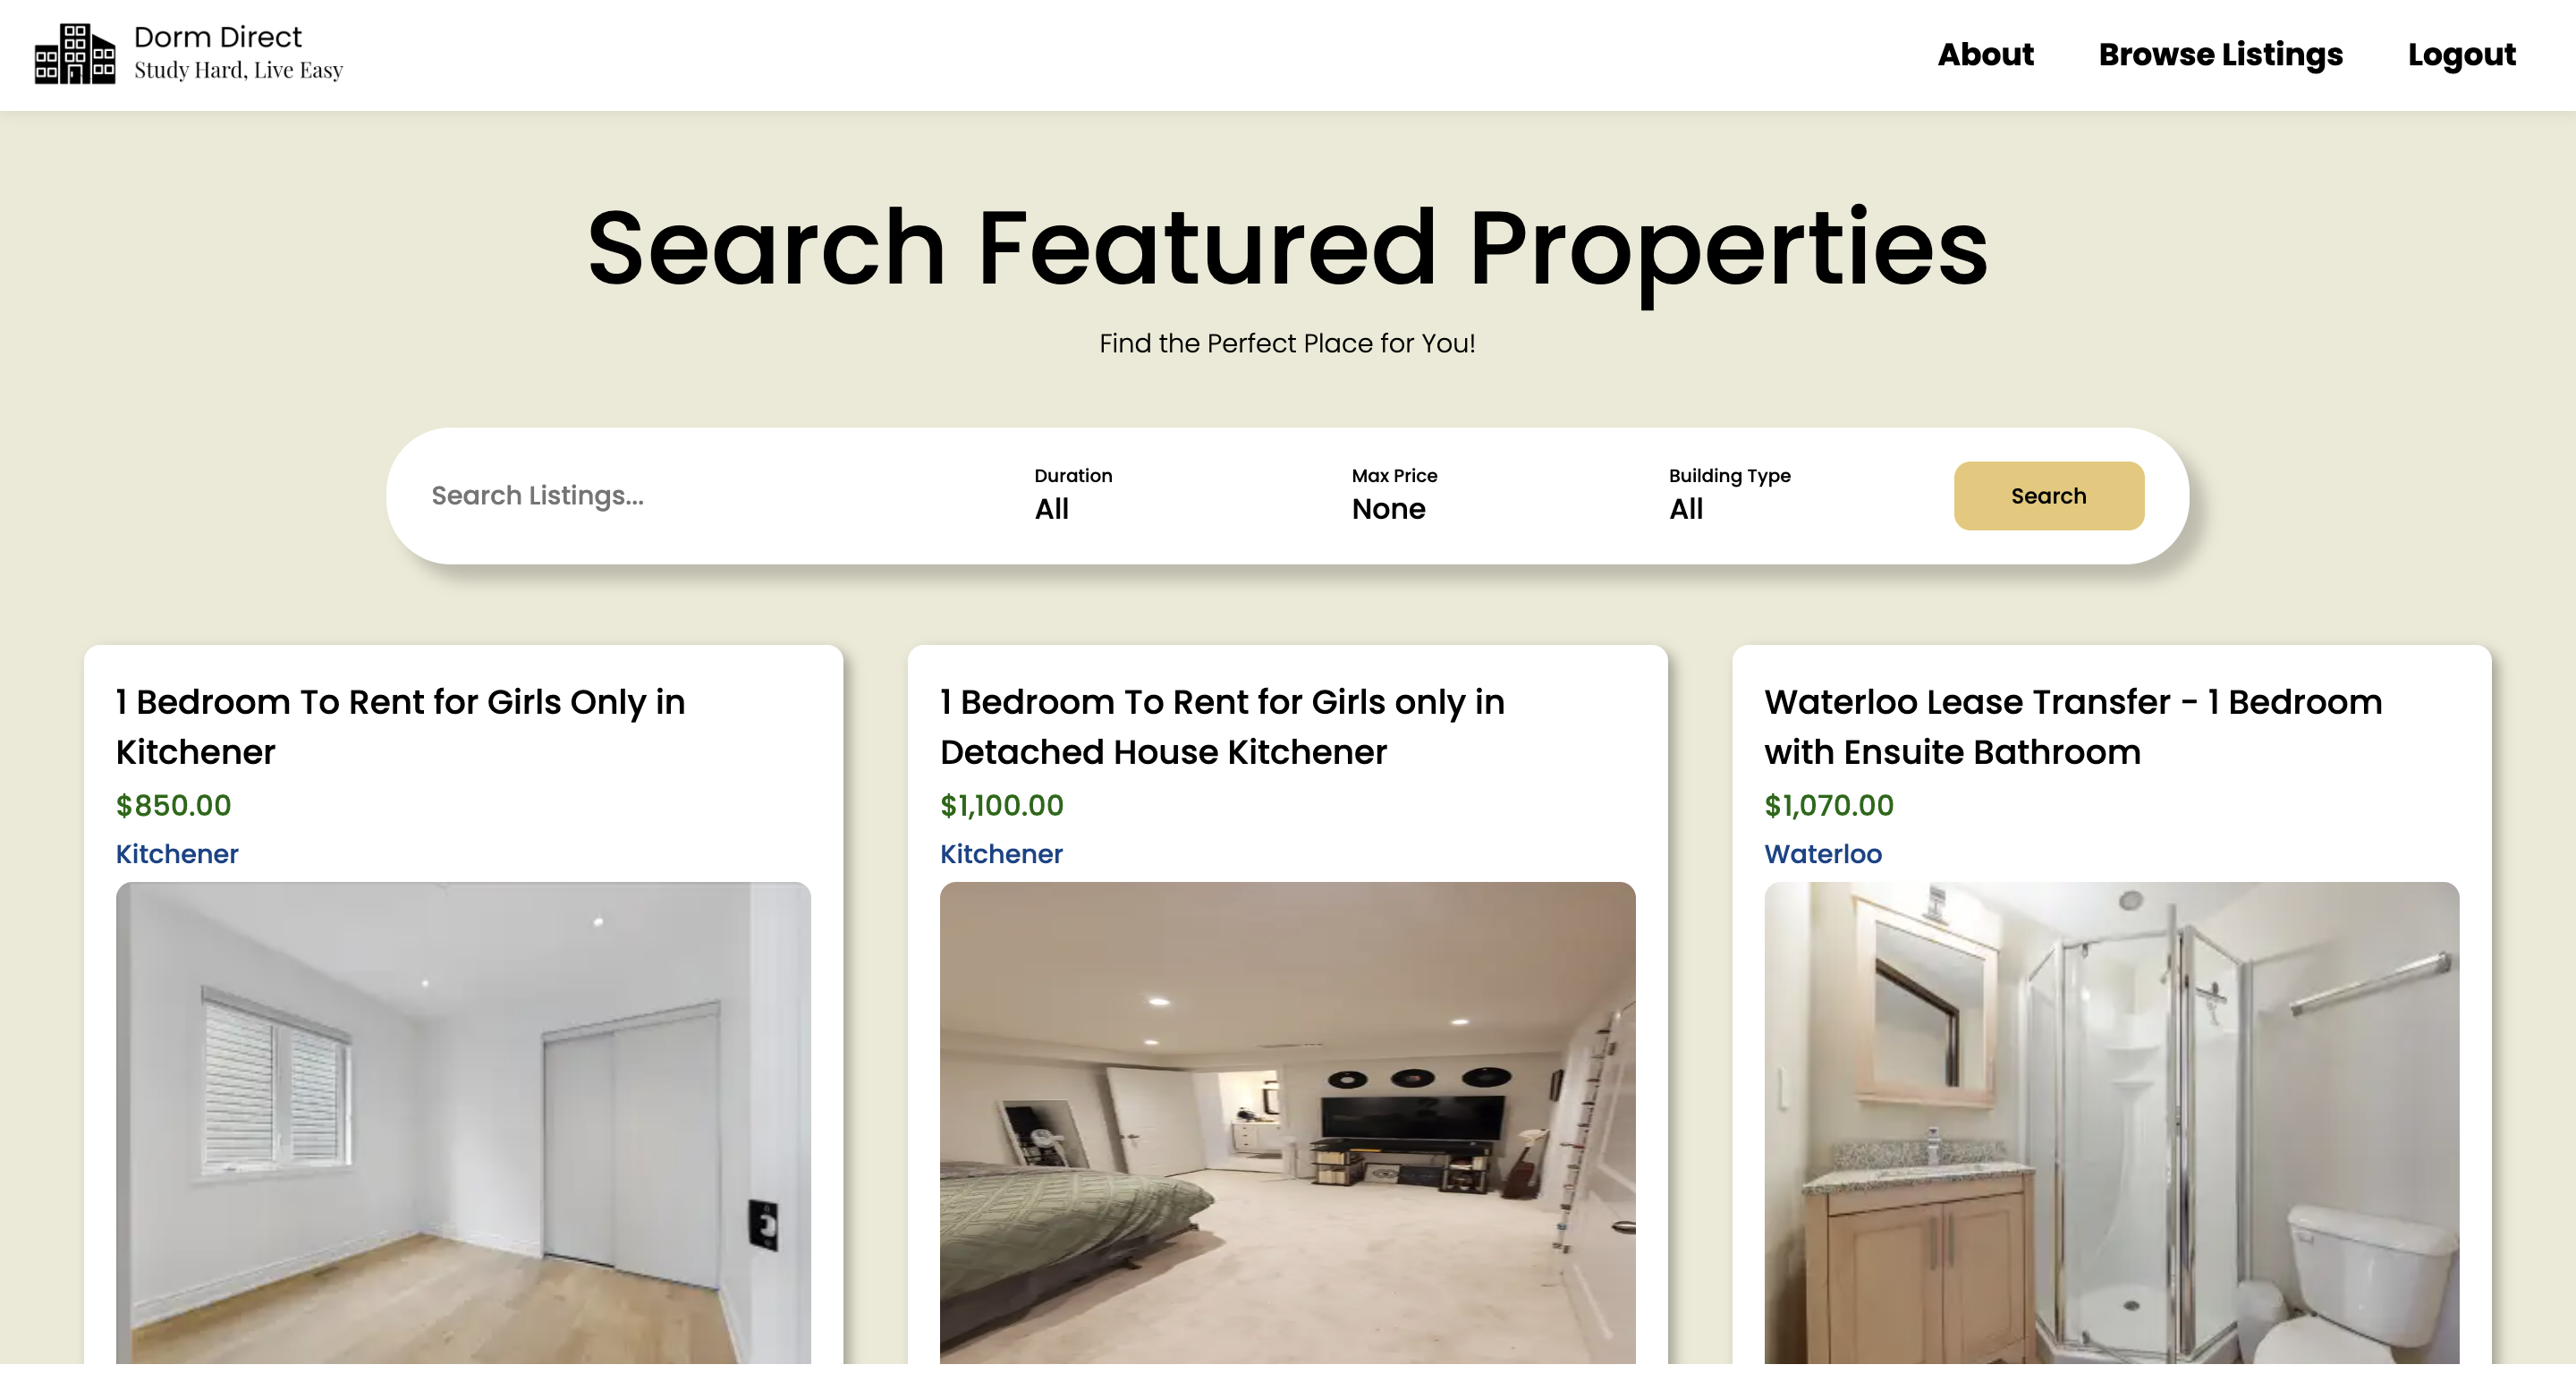 Dorm Direct
Study Hard, Live Easy
About
Browse Listings
Logout
Search Featured Properties
Find the Perfect Place for You!
Search Listings...
Duration
All
Max Price
None
Building Type
All
Search
1 Bedroom To Rent for Girls Only in
Kitchener
$850.00
Kitchener
1 Bedroom To Rent for Girls only in
Detached House Kitchener
$1,100.00
Kitchener
Waterloo Lease Transfer - 1 Bedroom
with Ensuite Bathroom
$1,070.00
Waterloo